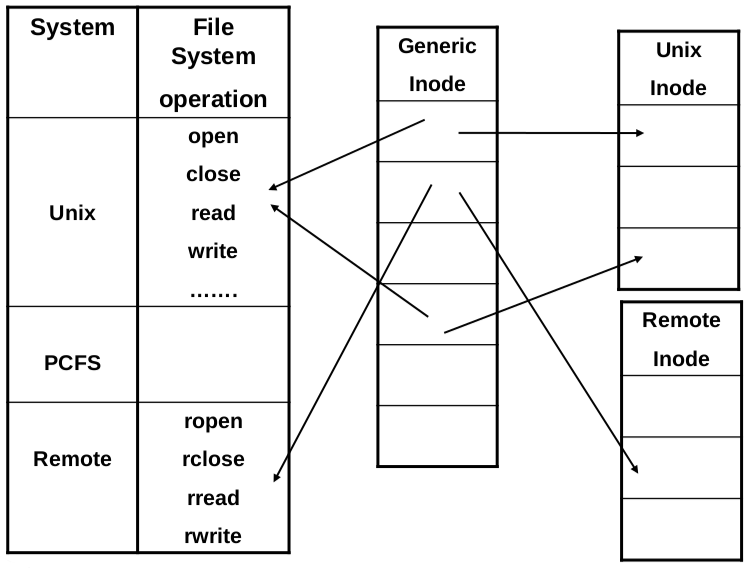 System
File
System
operation
Unix
open
close
read
write
.......
PCFS
Remote
ropen
rclose
rread
rwrite
Generic
Inode
Unix
Inode
Remote
Inode